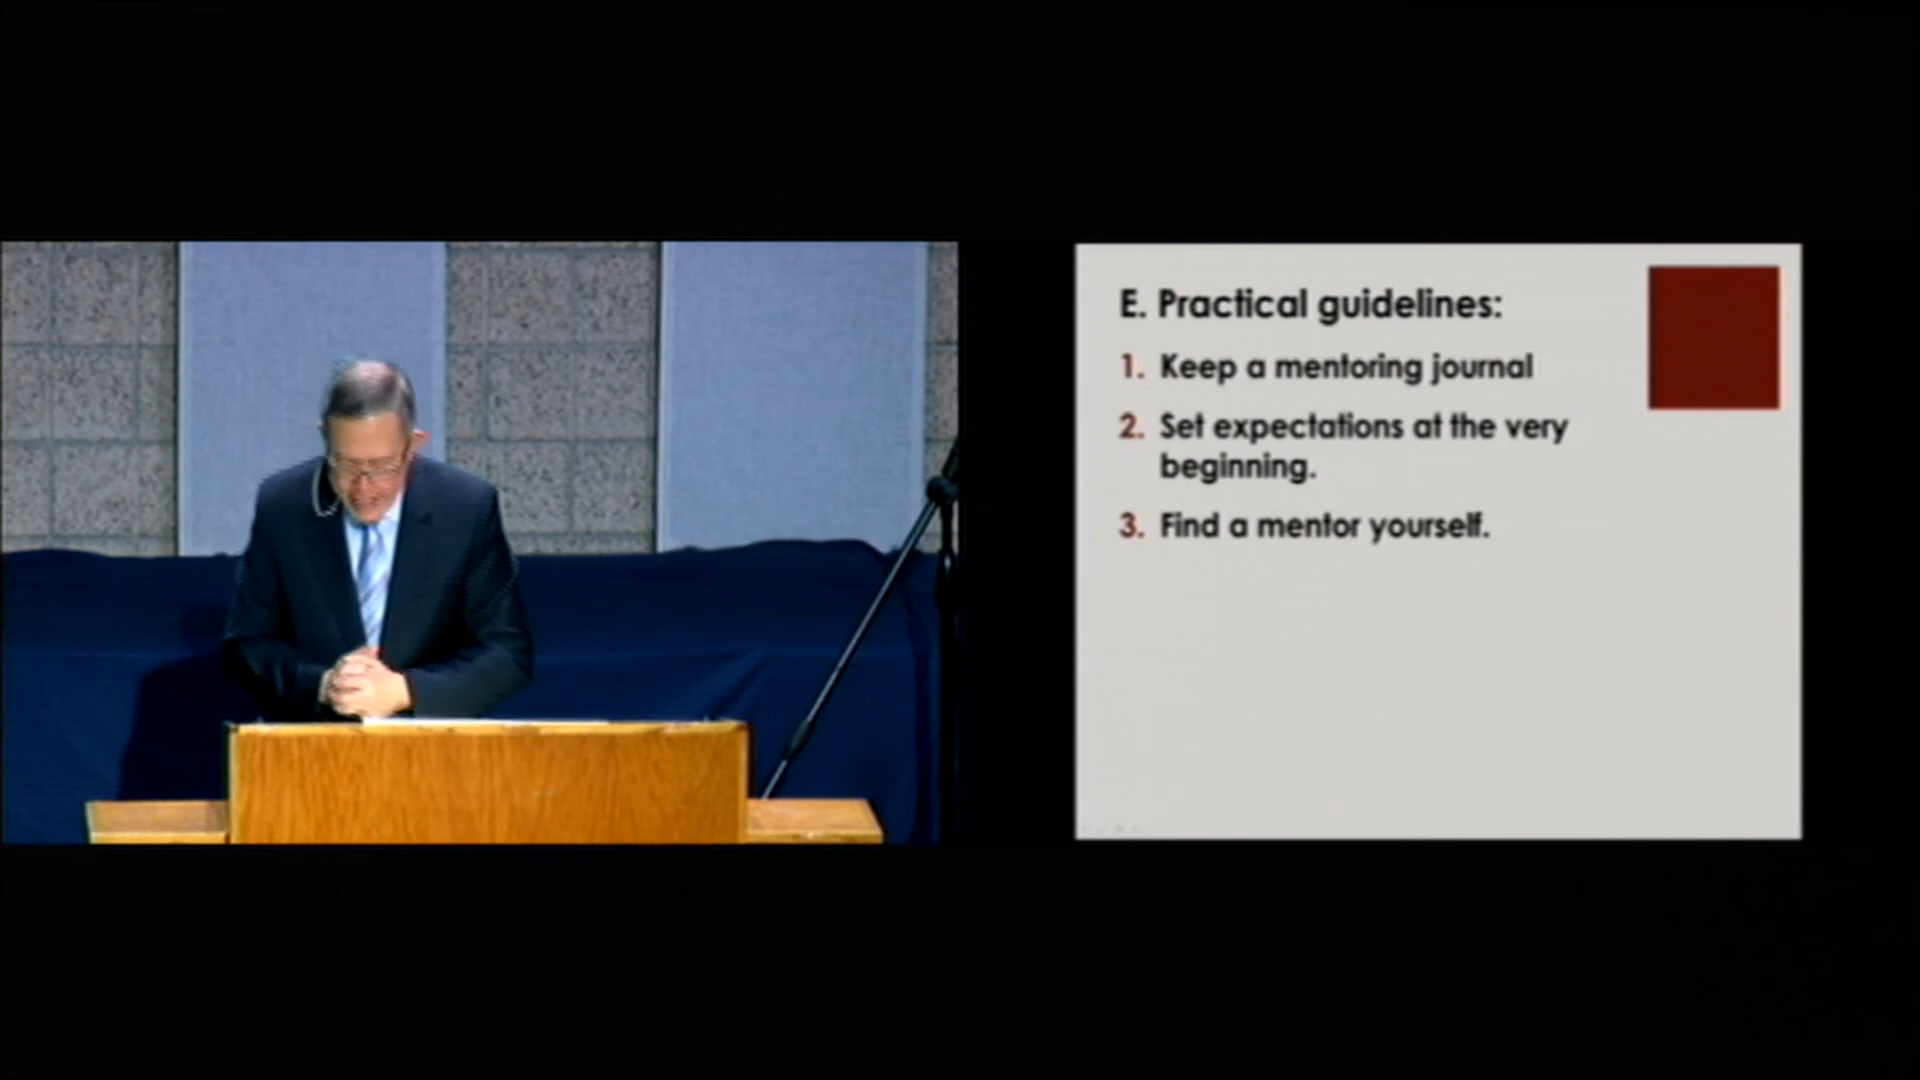 E. Practical guidelines:
1. Keep a mentoring journal
2. Set expectations at the very
beginning.
3. Find a mentor yourself.